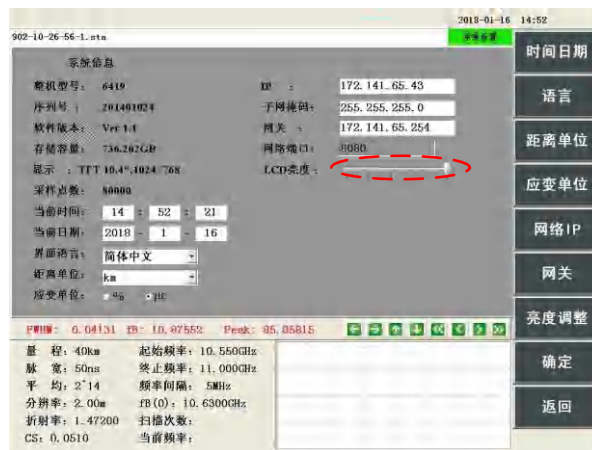 2018-01-16 14:52
902-10-26-56-1.sta
系统信息
整机型号： 6419
序列号 ： 201401024
软件版本： Ver 1.1
存储容量： 736.202GB
显示 ：TFT 10.4",1024*768
采样点数： 80000
当前时间： 14 : 52 : 21
当前日期： 2018 - 1 - 16
界面语言： 简体中文
距离单位： km
应变单位： % με
IP ： 172.141.65.43
子网掩码： 255.255.255.0
网关 ： 172.141.65.254
网络端口： 8080
LCD亮度：
时间日期
语言
距离单位
应变单位
网络IP
网关
亮度调整
确定
返回
FWHM: 0.04131 fB: 10.87552 Peak: 85.05815
量 程：40km 起始频率：10.550GHz
脉 宽：50ns 终止频率：11.000GHz
平 均：2^14 频率间隔： 5MHz
分辨率：2.00m fB(0)：10.6300GHz
折射率：1.47200 扫描次数：
CS：0.0510 当前频率：